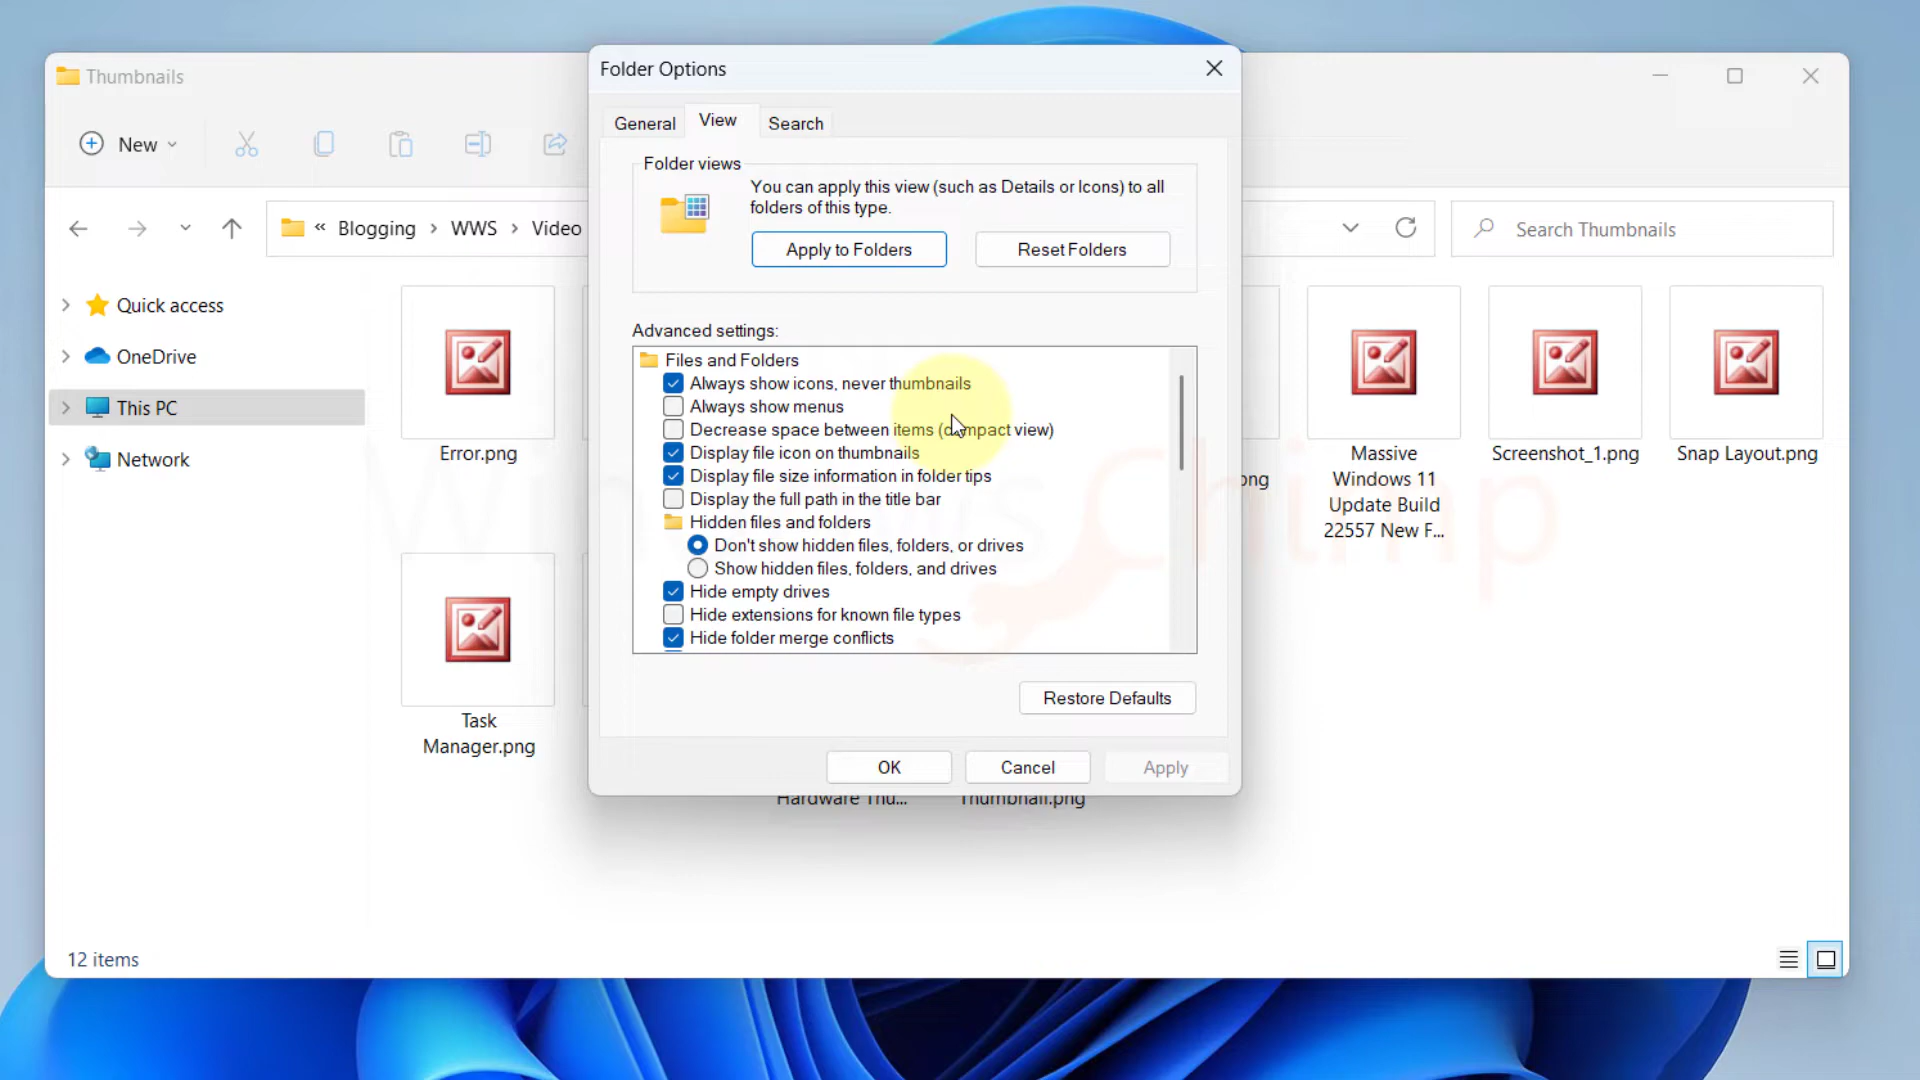 Thumbnails
Folder Options
New
General
View
Search
Folder views
You can apply this view (such as Details or Icons) to all
folders of this type.
Apply to Folders
Reset Folders
« Blogging > WWS > Video
Search Thumbnails
Quick access
OneDrive
This PC
Network
Advanced settings:
Files and Folders
Always show icons, never thumbnails
Always show menus
Decrease space between items (compact view)
Display file icon on thumbnails
Display file size information in folder tips
Display the full path in the title bar
Hidden files and folders
Don't show hidden files, folders, or drives
Show hidden files, folders, and drives
Hide empty drives
Hide extensions for known file types
Hide folder merge conflicts
Restore Defaults
OK
Cancel
Apply
Error.png
Massive
Windows 11
Update Build
22557 New F...
Screenshot_1.png
Snap Layout.png
Task
Manager.png
Hardware Thu...
Thumbnail.png
12 items